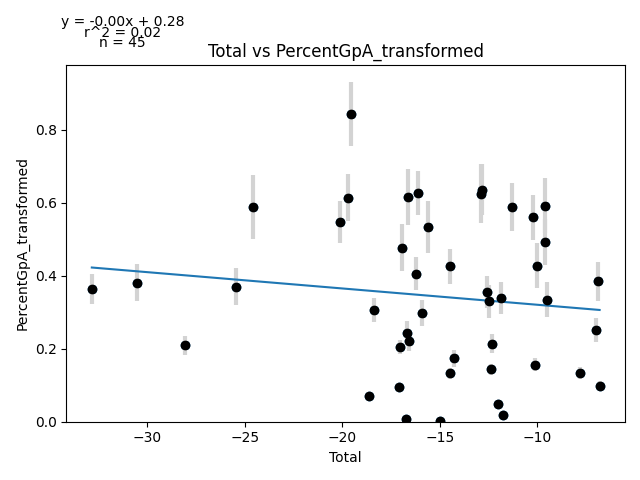 y = -0.00x + 0.28
r^2 = 0.02
n = 45
Total vs PercentGpA_transformed
PercentGpA_transformed
0.8
0.6
0.4
0.2
0.0
−30
−25
−20
−15
−10
Total